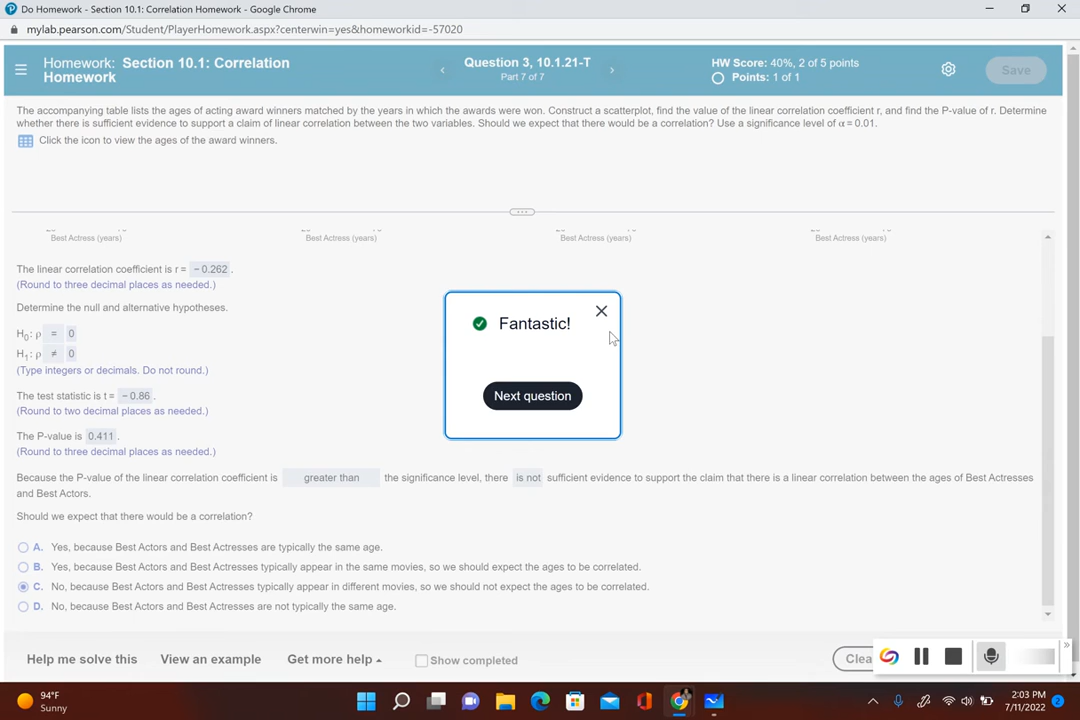 Do Homework - Section 10.1: Correlation Homework - Google Chrome
mylab.pearson.com/Student/PlayerHomework.aspx?centerwin=yes&homeworkid=-57020
Homework: Section 10.1: Correlation
Homework
Question 3, 10.1.21-T
Part 7 of 7
HW Score: 40%, 2 of 5 points
Points: 1 of 1
Save
The accompanying table lists the ages of acting award winners matched by the years in which the awards were won. Construct a scatterplot, find the value of the linear correlation coefficient r, and find the P-value of r. Determine
whether there is sufficient evidence to support a claim of linear correlation between the two variables. Should we expect that there would be a correlation? Use a significance level of α = 0.01.
Click the icon to view the ages of the award winners.
Best Actress (years) Best Actress (years) Best Actress (years) Best Actress (years)
The linear correlation coefficient is r = − 0.262 .
(Round to three decimal places as needed.)
Determine the null and alternative hypotheses.
H0: ρ = 0
H1: ρ ≠ 0
(Type integers or decimals. Do not round.)
The test statistic is t = − 0.86 .
(Round to two decimal places as needed.)
The P-value is 0.411 .
(Round to three decimal places as needed.)
Because the P-value of the linear correlation coefficient is greater than the significance level, there is not sufficient evidence to support the claim that there is a linear correlation between the ages of Best Actresses
and Best Actors.
Should we expect that there would be a correlation?
A. Yes, because Best Actors and Best Actresses are typically the same age.
B. Yes, because Best Actors and Best Actresses typically appear in the same movies, so we should expect the ages to be correlated.
C. No, because Best Actors and Best Actresses typically appear in different movies, so we should not expect the ages to be correlated.
D. No, because Best Actors and Best Actresses are not typically the same age.
Fantastic!
Next question
Help me solve this
View an example
Get more help
Show completed
Clea
94°F
Sunny
2:03 PM
7/11/2022
2